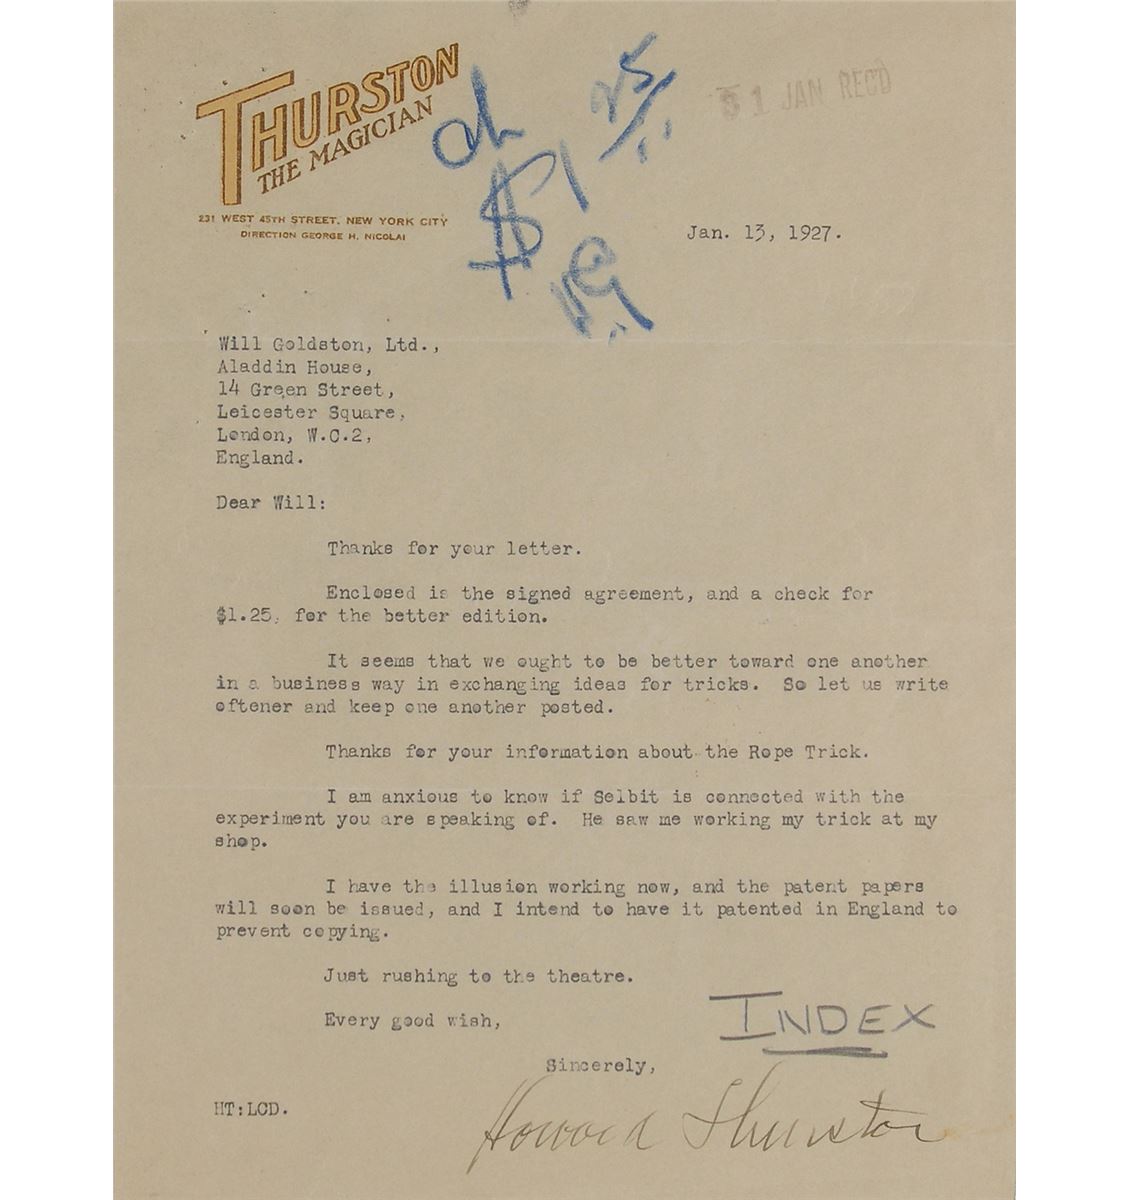 THURSTON
THE MAGICIAN
231 WEST 45TH STREET, NEW YORK CITY
DIRECTION GEORGE H. NICOLAI
ch
$1 25
31 JAN RECD
Jan. 13, 1927.
Will Goldston, Ltd.,
Aladdin House,
14 Green Street,
Leicester Square,
London, W.C.2,
England.
Dear Will:
Thanks for your letter.
Enclosed is the signed agreement, and a check for
$1.25, for the better edition.
It seems that we ought to be better toward one another
in a business way in exchanging ideas for tricks. So let us write
oftener and keep one another posted.
Thanks for your information about the Rope Trick.
I am anxious to know if Selbit is connected with the
experiment you are speaking of. He saw me working my trick at my
shop.
I have the illusion working now, and the patent papers
will soon be issued, and I intend to have it patented in England to
prevent copying.
Just rushing to the theatre.
Every good wish,
INDEX
Sincerely,
HT:LCD.
Howard Thurston